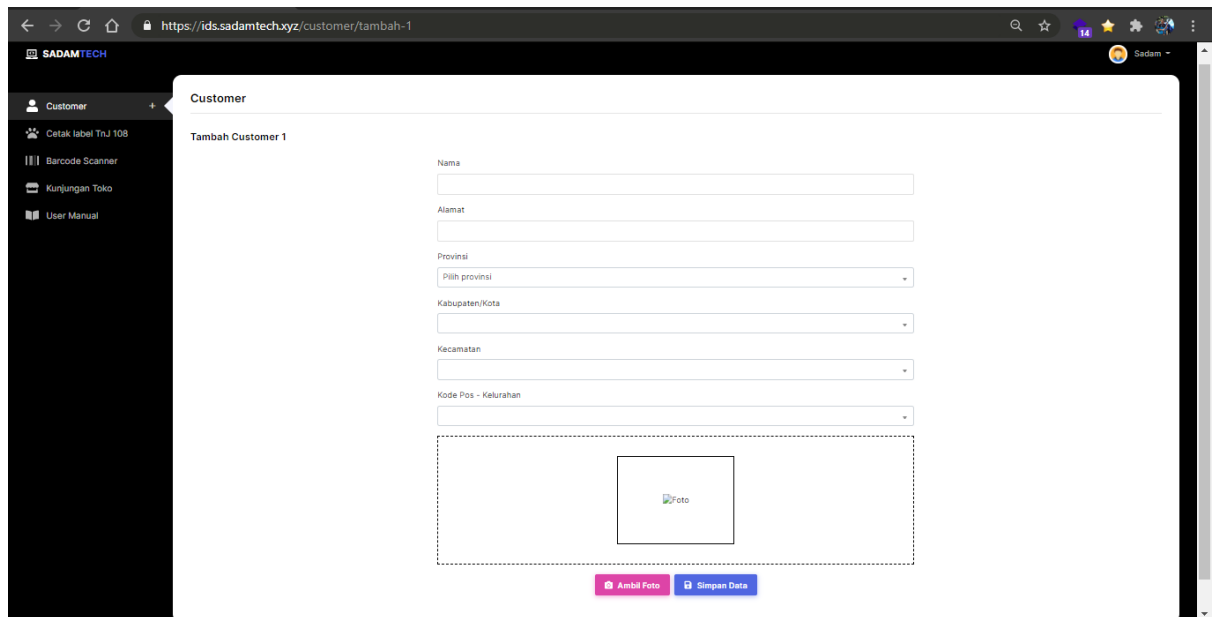 https://ids.sadamtech.xyz/customer/tambah-1
14
SADAMTECH
Sadam
Customer +
Cetak label TnJ 108
Barcode Scanner
Kunjungan Toko
User Manual
Customer
Tambah Customer 1
Nama
Alamat
Provinsi
Pilih provinsi
Kabupaten/Kota
Kecamatan
Kode Pos - Kelurahan
Foto
Ambil Foto
Simpan Data